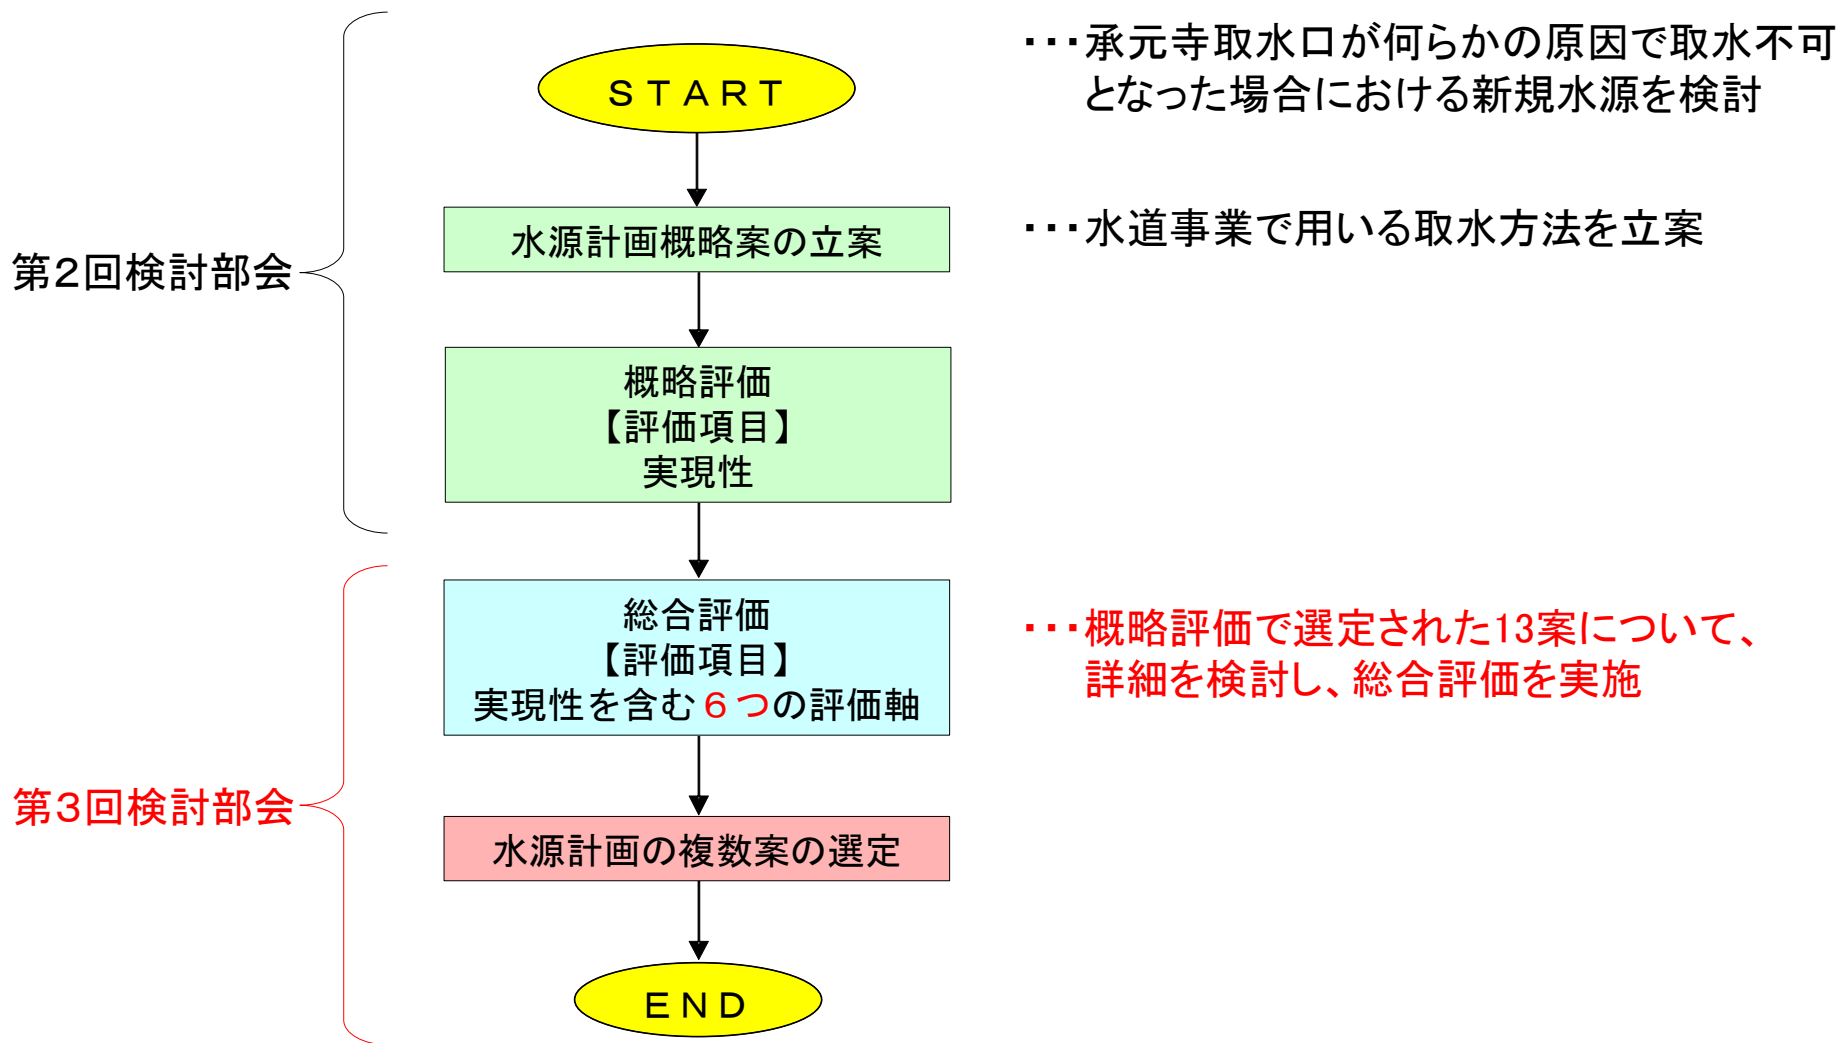 START
・・・承元寺取水口が何らかの原因で取水不可
となった場合における新規水源を検討
水源計画概略案の立案
・・・水道事業で用いる取水方法を立案
第2回検討部会
概略評価
【評価項目】
実現性
総合評価
【評価項目】
実現性を含む６つの評価軸
・・・概略評価で選定された13案について、
詳細を検討し、総合評価を実施
第3回検討部会
水源計画の複数案の選定
END